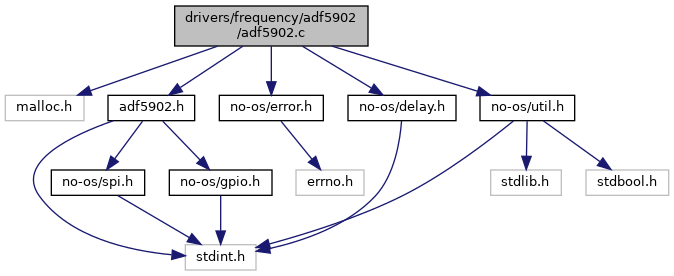 drivers/frequency/adf5902
/adf5902.c
malloc.h
adf5902.h
no-os/error.h
no-os/delay.h
no-os/util.h
no-os/spi.h
no-os/gpio.h
errno.h
stdlib.h
stdbool.h
stdint.h